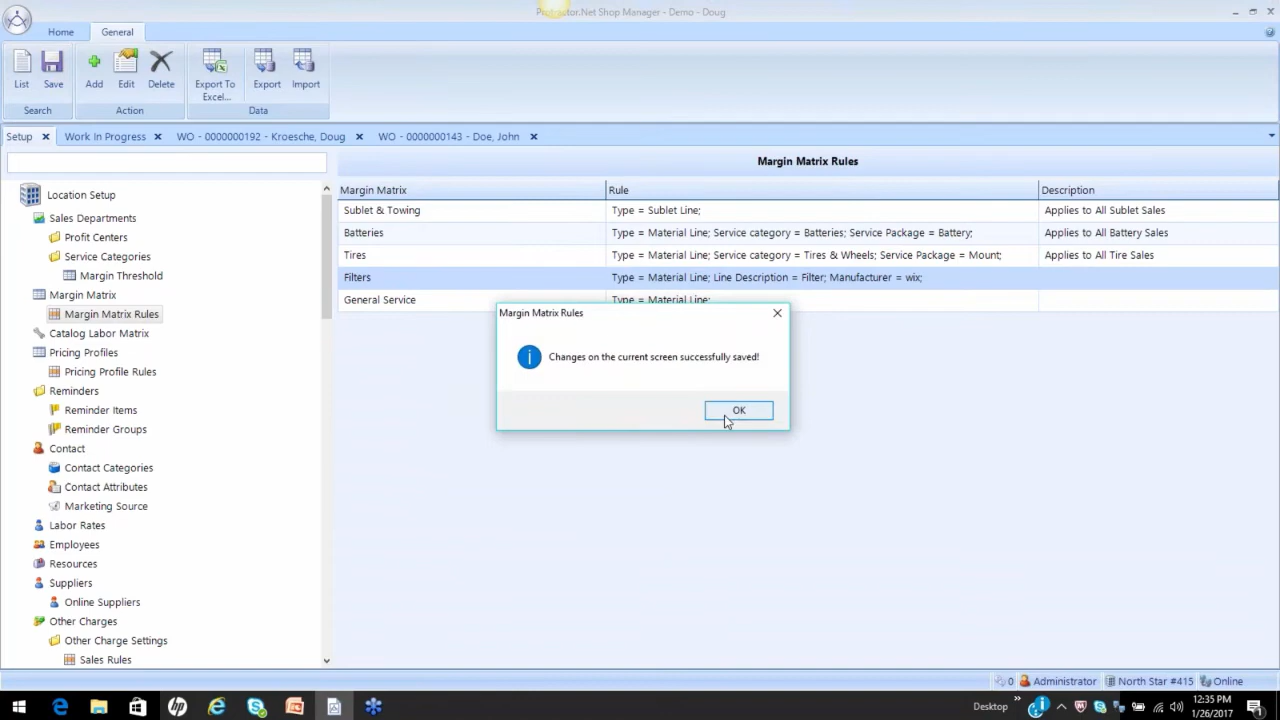 Protractor.Net Shop Manager - Demo - Doug
Home General
List Save Add Edit Delete Export To Excel... Export Import
Search Action Data
Setup Work In Progress WO - 0000000192 - Kroesche, Doug WO - 0000000143 - Doe, John
Margin Matrix Rules
Location Setup
Sales Departments
Profit Centers
Service Categories
Margin Threshold
Margin Matrix
Margin Matrix Rules
Catalog Labor Matrix
Pricing Profiles
Pricing Profile Rules
Reminders
Reminder Items
Reminder Groups
Contact
Contact Categories
Contact Attributes
Marketing Source
Labor Rates
Employees
Resources
Suppliers
Online Suppliers
Other Charges
Other Charge Settings
Sales Rules
Margin Matrix Rule Description
Sublet & Towing Type = Sublet Line; Applies to All Sublet Sales
Batteries Type = Material Line; Service category = Batteries; Service Package = Battery; Applies to All Battery Sales
Tires Type = Material Line; Service category = Tires & Wheels; Service Package = Mount; Applies to All Tire Sales
Filters Type = Material Line; Line Description = Filter; Manufacturer = wix;
General Service Type = Material Line;
Margin Matrix Rules
Changes on the current screen successfully saved!
OK
0 Administrator North Star #415 Online
Desktop 12:35 PM
1/26/2017